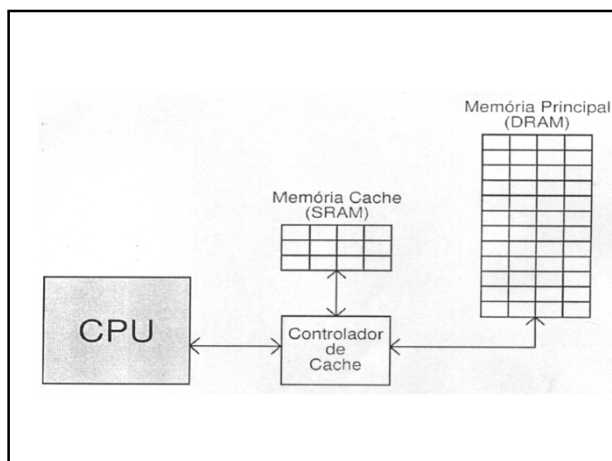 Memória Principal
(DRAM)
Memória Cache
(SRAM)
CPU
Controlador
de
Cache